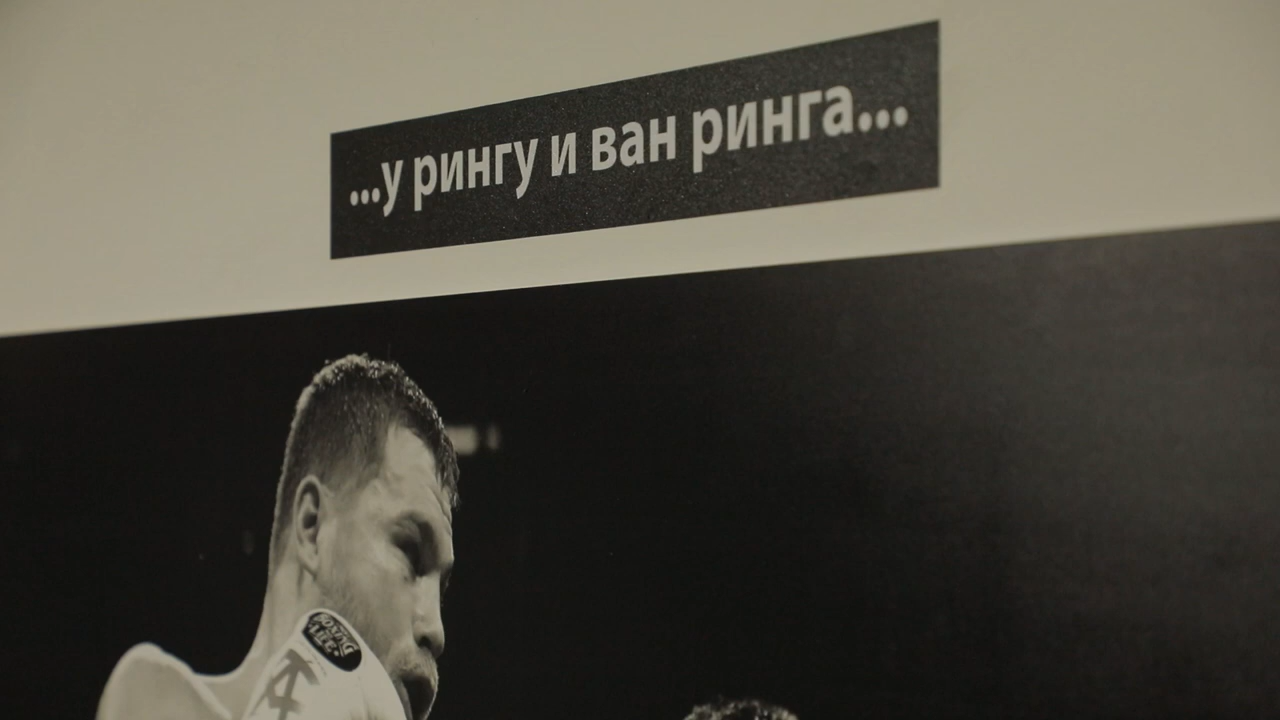 ...у рингу и ван ринга...